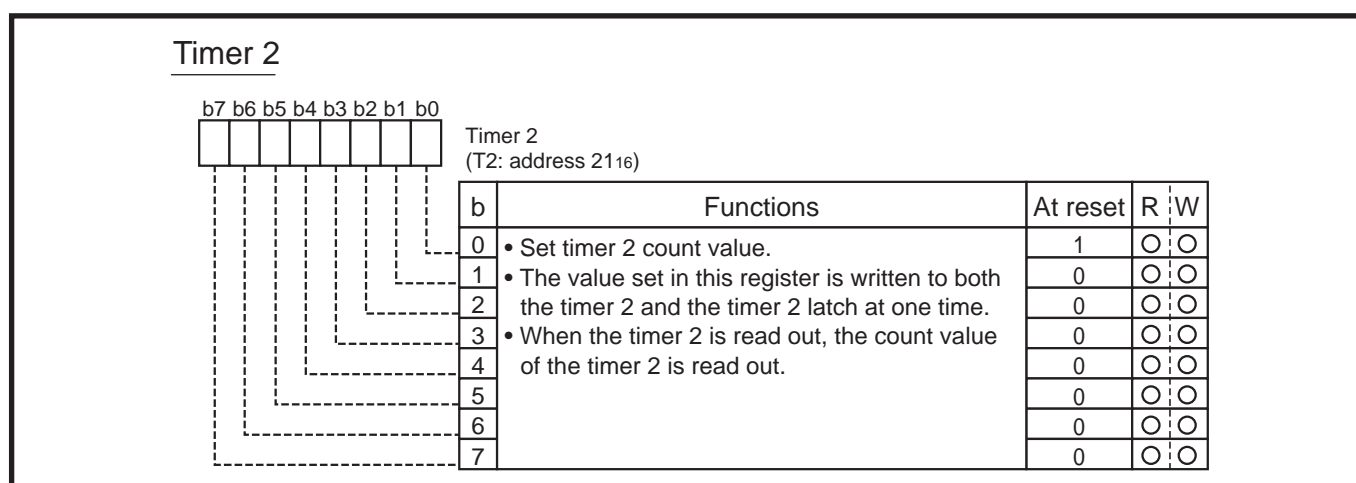 Timer 2
b7 b6 b5 b4 b3 b2 b1 b0
Timer 2
(T2: address 2116)
b Functions At reset R W
0 • Set timer 2 count value. 1 ○ ○
1 • The value set in this register is written to both 0 ○ ○
2 the timer 2 and the timer 2 latch at one time. 0 ○ ○
3 • When the timer 2 is read out, the count value 0 ○ ○
4 of the timer 2 is read out. 0 ○ ○
5 0 ○ ○
6 0 ○ ○
7 0 ○ ○